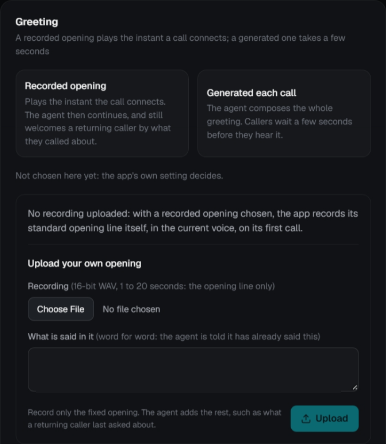 Greeting
A recorded opening plays the instant a call connects; a generated one takes a few
seconds
Recorded opening
Plays the instant the call connects.
The agent then continues, and still
welcomes a returning caller by what
they called about.
Generated each call
The agent composes the whole
greeting. Callers wait a few seconds
before they hear it.
Not chosen here yet: the app's own setting decides.
No recording uploaded: with a recorded opening chosen, the app records its
standard opening line itself, in the current voice, on its first call.
Upload your own opening
Recording (16-bit WAV, 1 to 20 seconds: the opening line only)
Choose File No file chosen
What is said in it (word for word: the agent is told it has already said this)
Record only the fixed opening. The agent adds the rest, such as what
a returning caller last asked about.
Upload